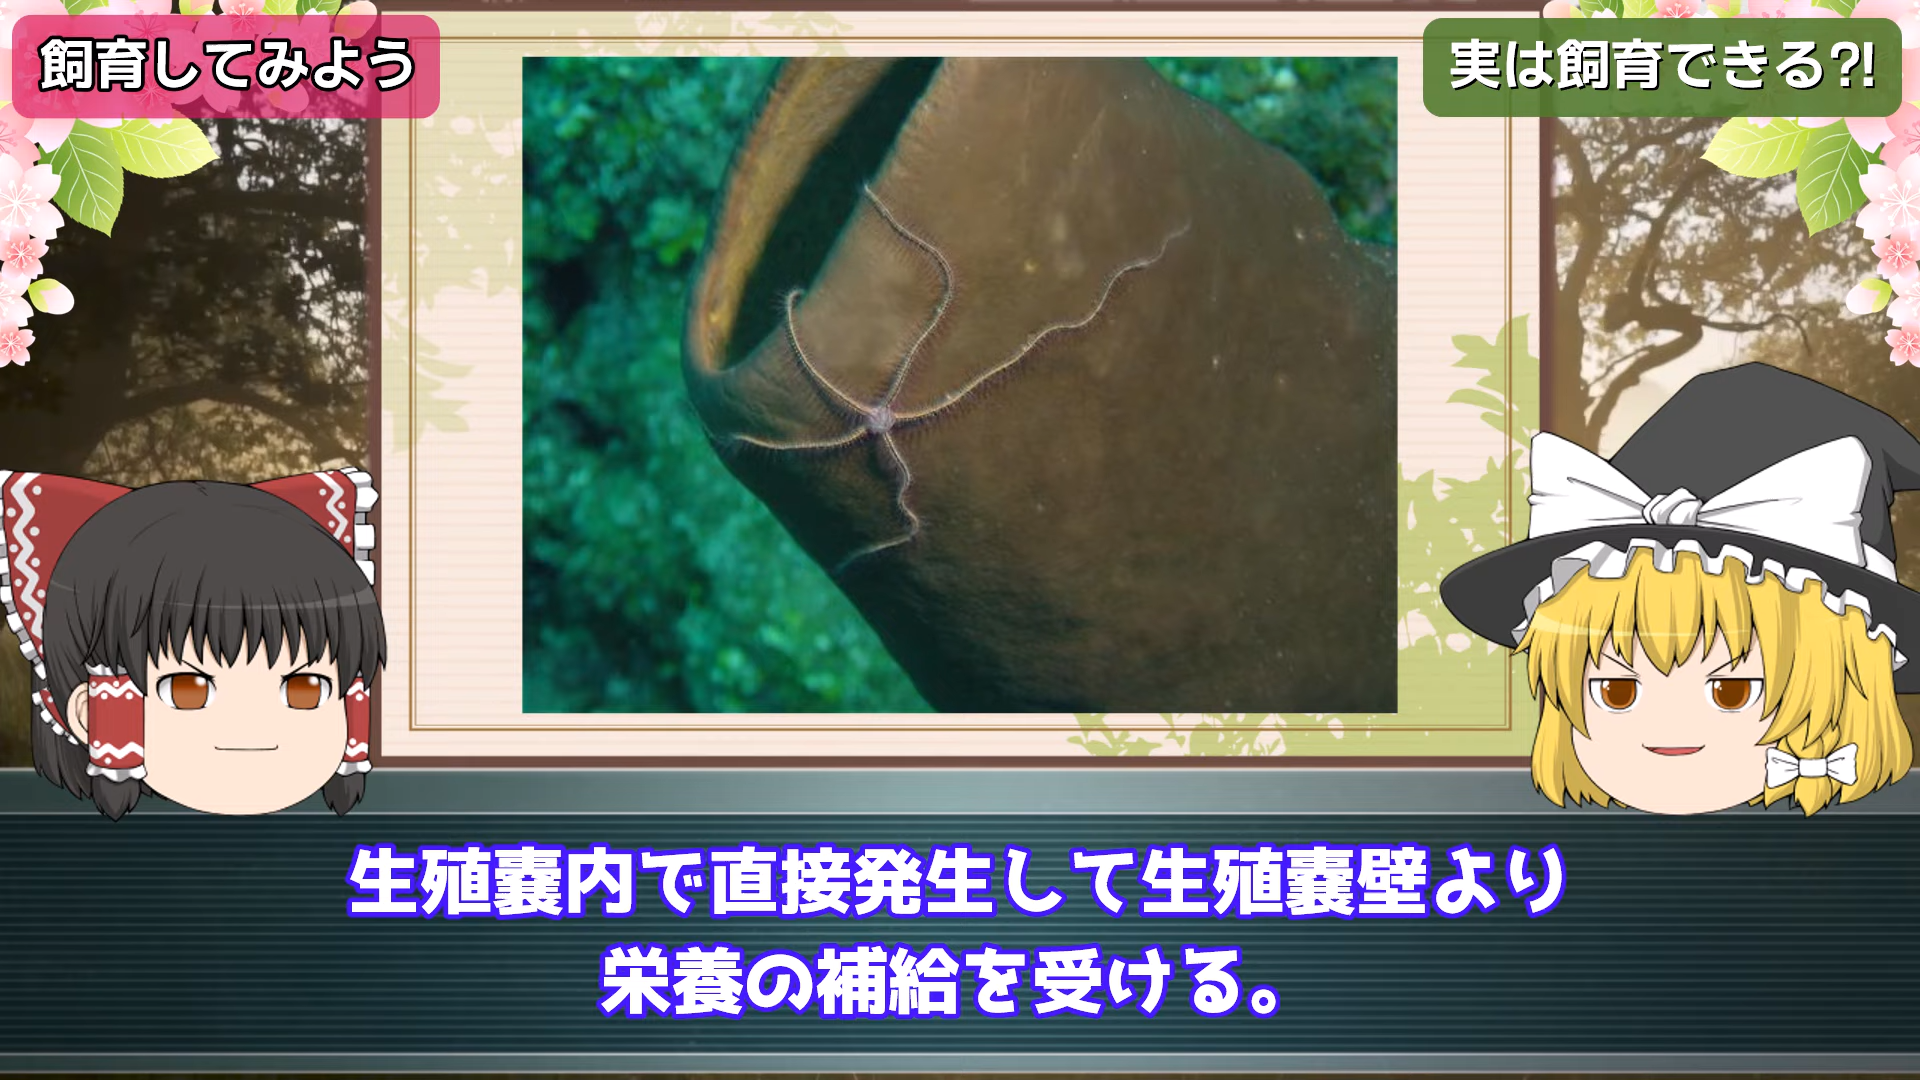 飼育してみよう
実は飼育できる?!
生殖嚢内で直接発生して生殖嚢壁より
栄養の補給を受ける。